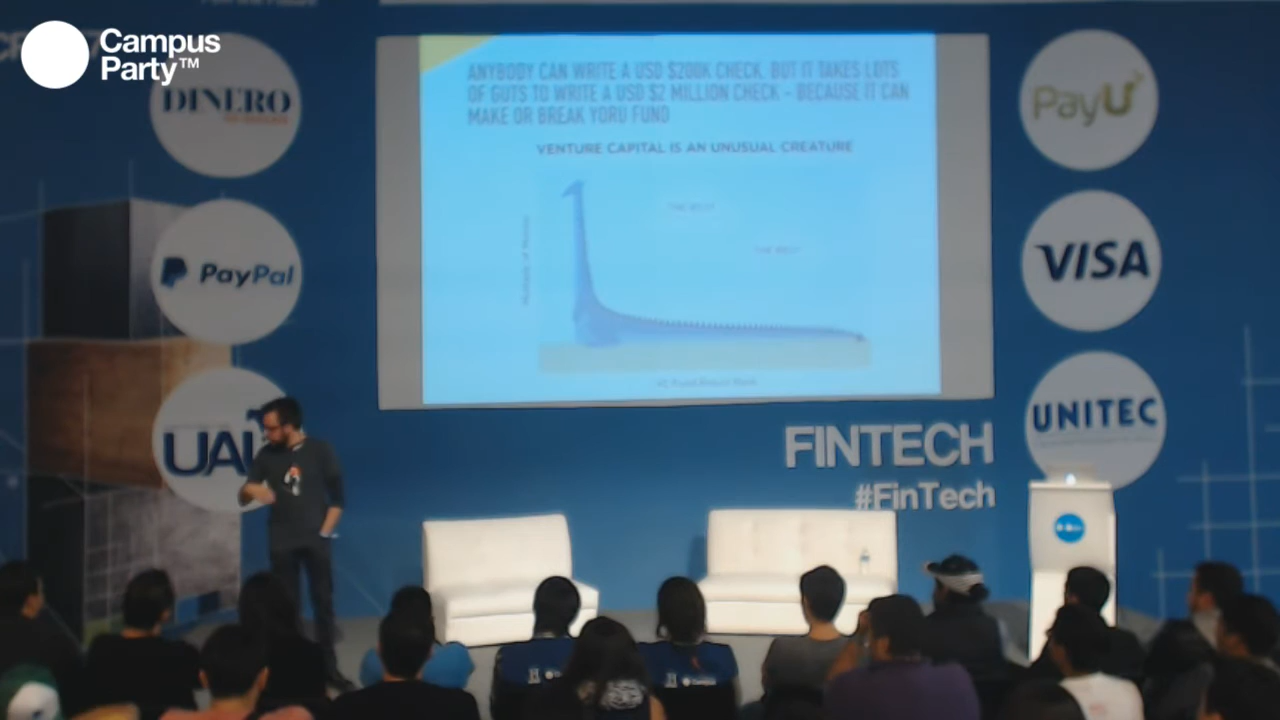 Campus
Party™
DINERO
PayPal
UAI
ANYBODY CAN WRITE A USD $200K CHECK, BUT IT TAKES LOTS
OF GUTS TO WRITE A USD $2 MILLION CHECK - BECAUSE IT CAN
MAKE OR BREAK YORU FUND
VENTURE CAPITAL IS AN UNUSUAL CREATURE
PayU
VISA
UNITEC
FINTECH
#FinTech